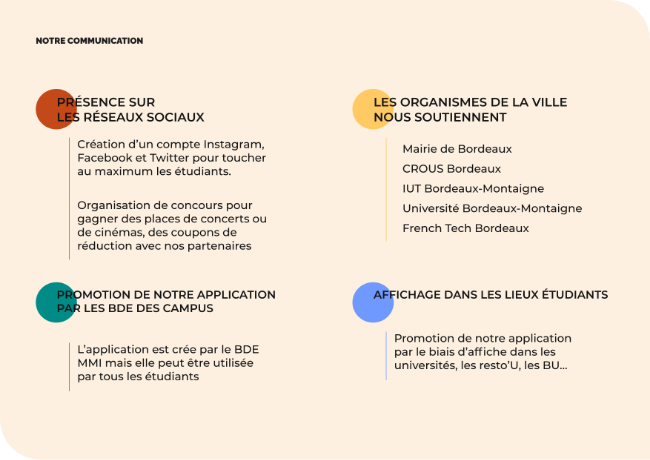 NOTRE COMMUNICATION
PRÉSENCE SUR
LES RÉSEAUX SOCIAUX
Création d'un compte Instagram,
Facebook et Twitter pour toucher
au maximum les étudiants.
Organisation de concours pour
gagner des places de concerts ou
de cinémas, des coupons de
réduction avec nos partenaires
LES ORGANISMES DE LA VILLE
NOUS SOUTIENNENT
Mairie de Bordeaux
CROUS Bordeaux
IUT Bordeaux-Montaigne
Université Bordeaux-Montaigne
French Tech Bordeaux
PROMOTION DE NOTRE APPLICATION
PAR LES BDE DES CAMPUS
L'application est crée par le BDE
MMI mais elle peut être utilisée
par tous les étudiants
AFFICHAGE DANS LES LIEUX ÉTUDIANTS
Promotion de notre application
par le biais d'affiche dans les
universités, les resto'U, les BU...